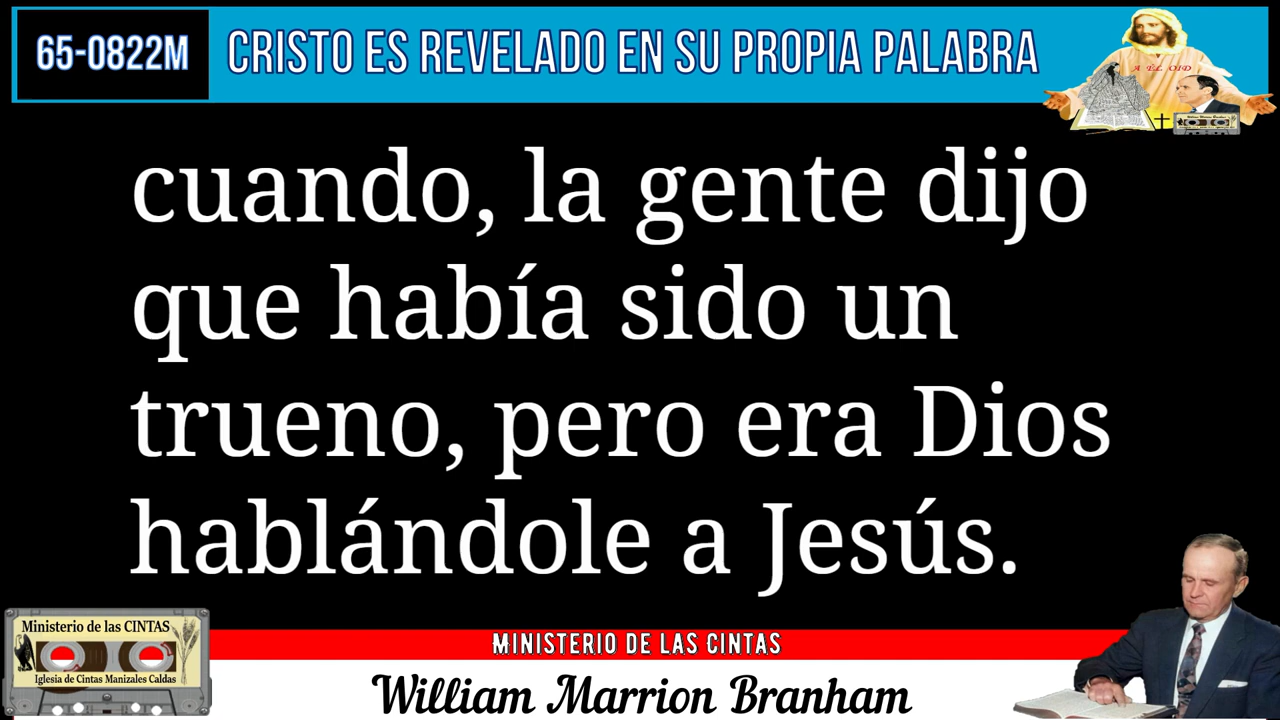 65-0822M
CRISTO ES REVELADO EN SU PROPIA PALABRA
A ÉL OID
cuando, la gente dijo
que había sido un
trueno, pero era Dios
hablándole a Jesús.
Ministerio de las CINTAS
Iglesia de Cintas Manizales Caldas
MINISTERIO DE LAS CINTAS
William Marrion Branham